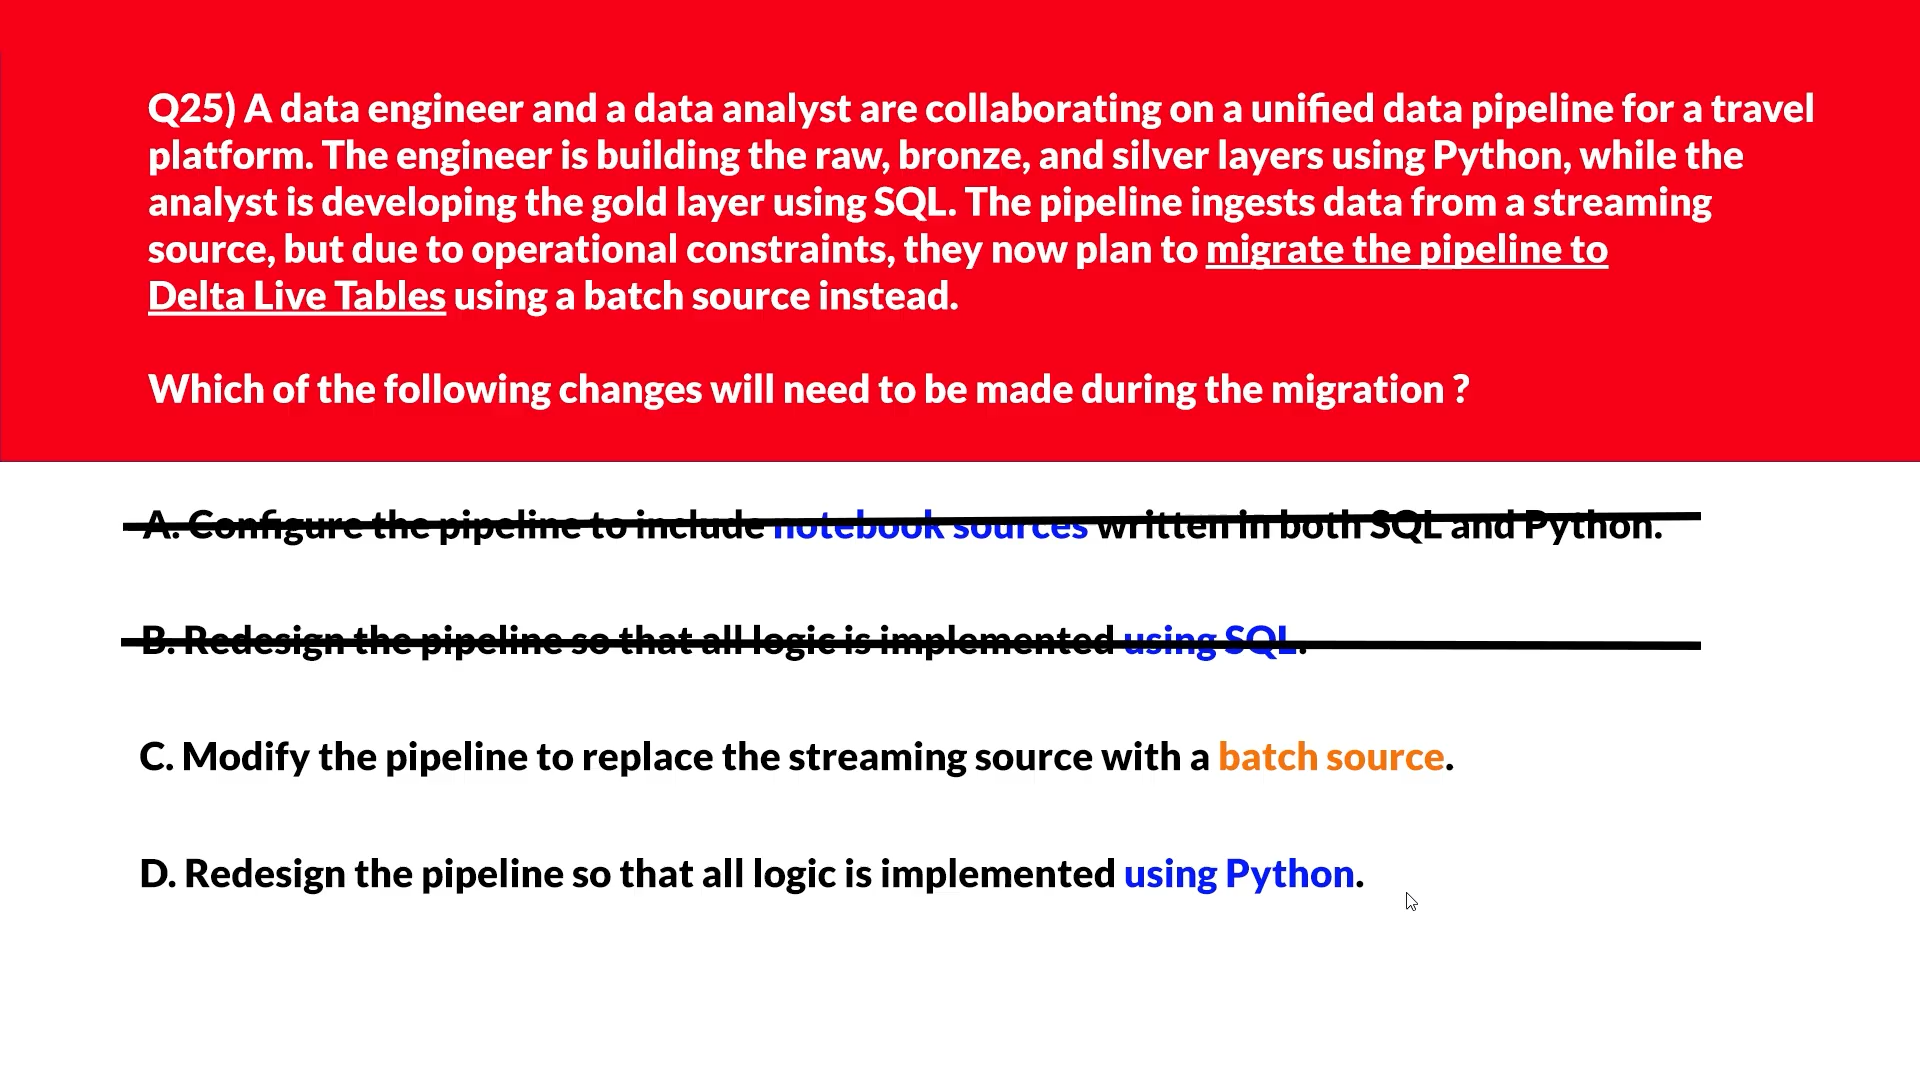 Q25) A data engineer and a data analyst are collaborating on a unified data pipeline for a travel
platform. The engineer is building the raw, bronze, and silver layers using Python, while the
analyst is developing the gold layer using SQL. The pipeline ingests data from a streaming
source, but due to operational constraints, they now plan to migrate the pipeline to
Delta Live Tables using a batch source instead.
Which of the following changes will need to be made during the migration ?
A. Configure the pipeline to include notebook sources written in both SQL and Python.
B. Redesign the pipeline so that all logic is implemented using SQL.
C. Modify the pipeline to replace the streaming source with a batch source.
D. Redesign the pipeline so that all logic is implemented using Python.